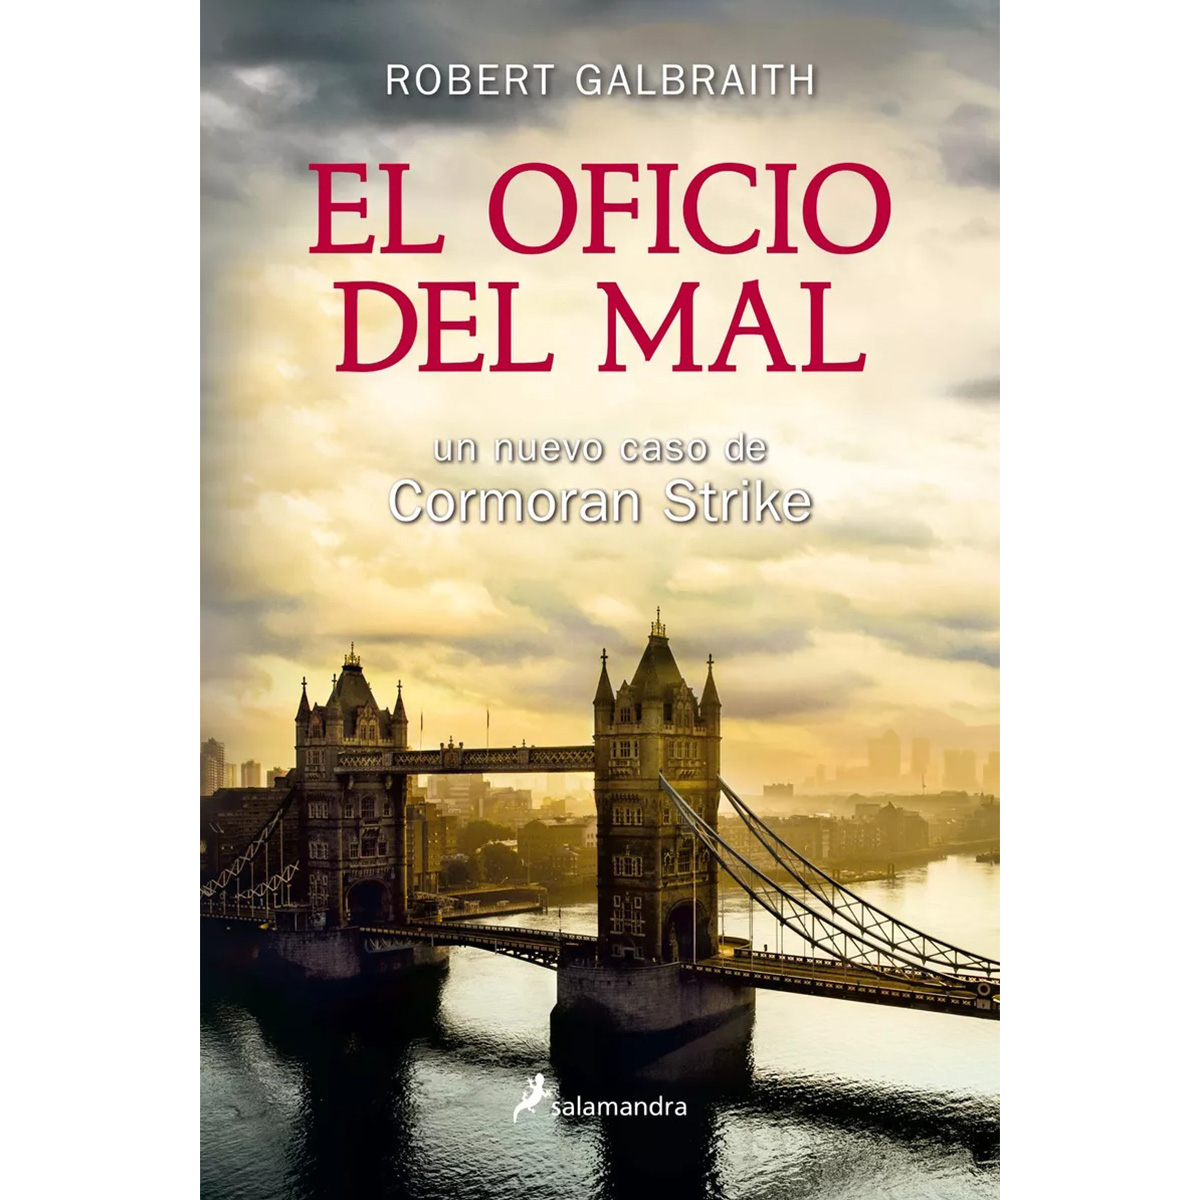 ROBERT GALBRAITH
EL OFICIO
DEL MAL
un nuevo caso de
Cormoran Strike
salamandra